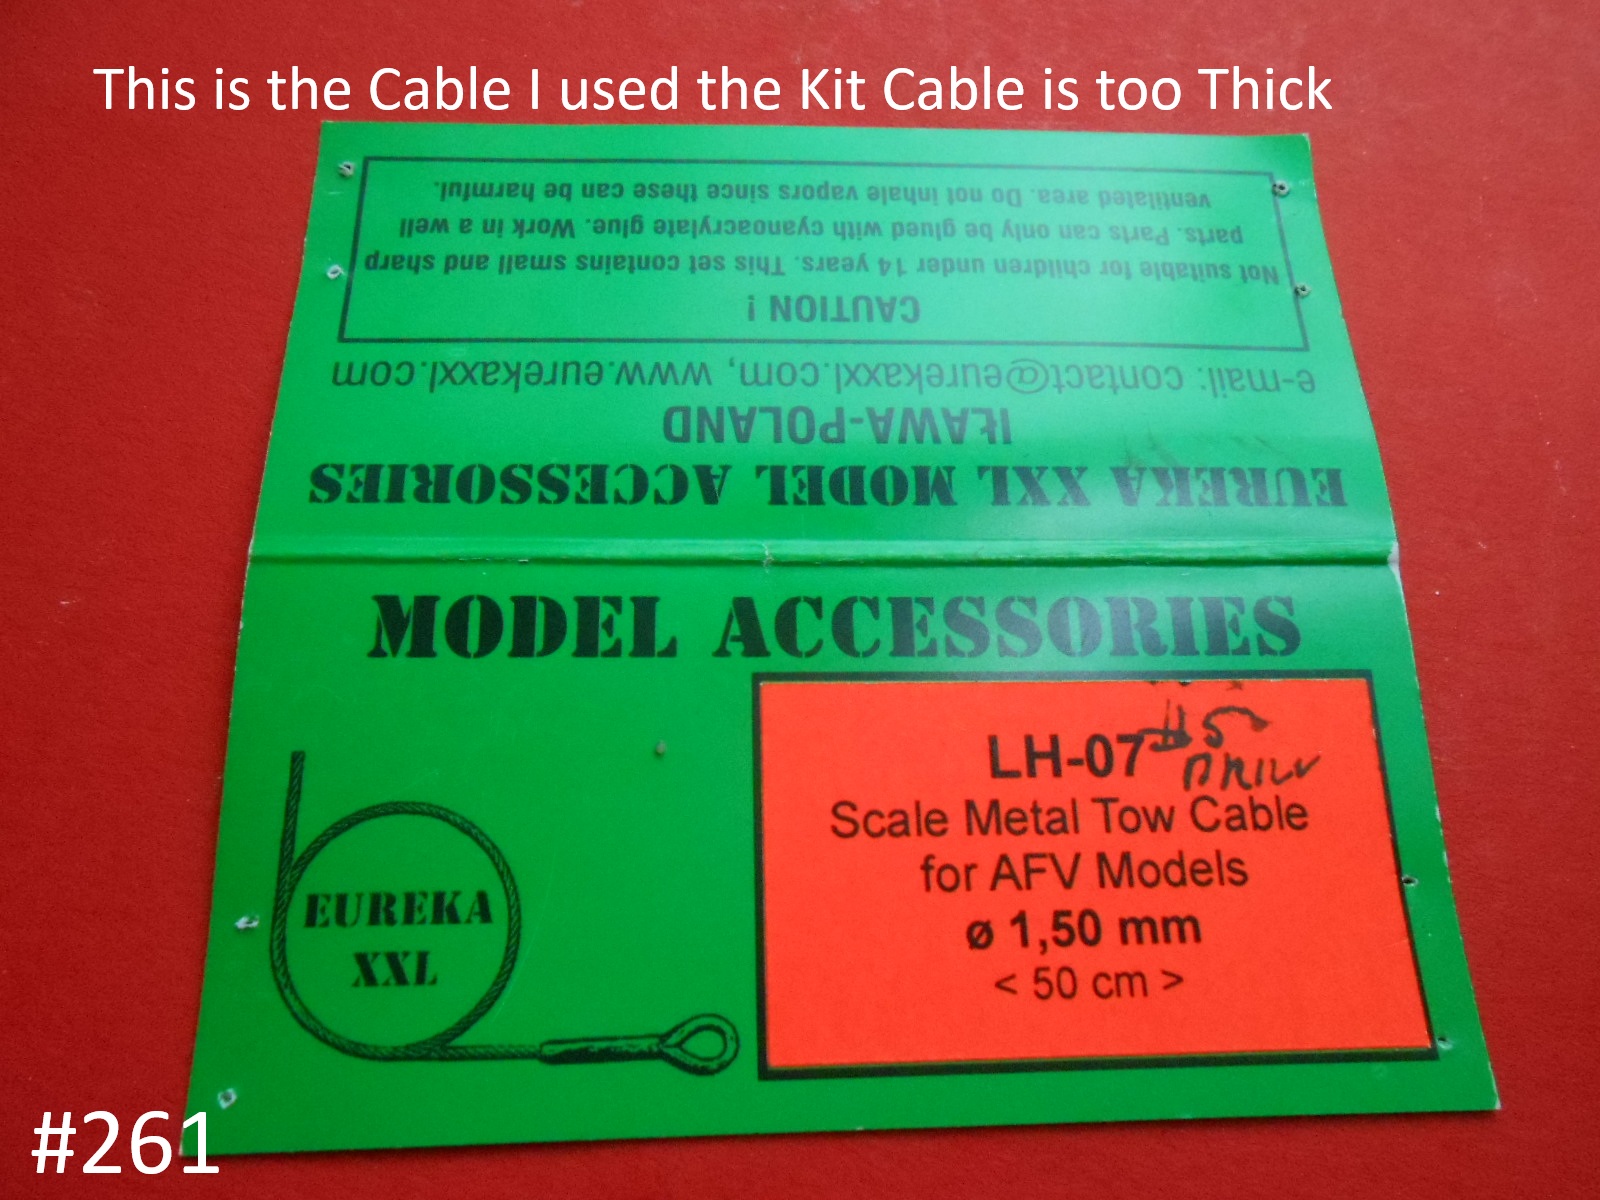 This is the Cable I used the Kit Cable is too Thick
CAUTION !
Not suitable for children under 14 years. This set contains small and sharp
parts. Parts can only be glued with cyanoacrylate glue. Work in a well
ventilated area. Do not inhale vapors since these can be harmful.
EUREKA XXL MODEL ACCESSORIES
IŁAWA-POLAND
e-mail: contact@eurekaxxl.com, www.eurekaxxl.com
MODEL ACCESSORIES
EUREKA
XXL
LH-07 #5
DRILL
Scale Metal Tow Cable
for AFV Models
ø 1,50 mm
< 50 cm >
#261